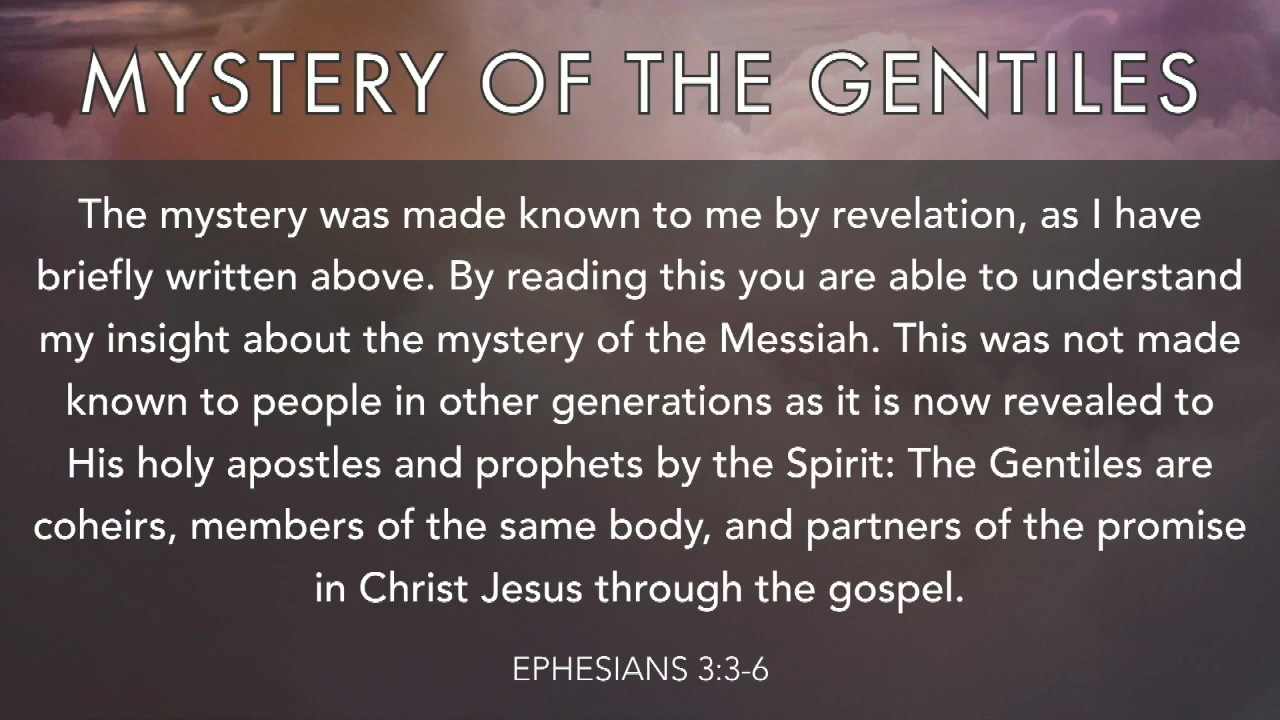 MYSTERY OF THE GENTILES
The mystery was made known to me by revelation, as I have
briefly written above. By reading this you are able to understand
my insight about the mystery of the Messiah. This was not made
known to people in other generations as it is now revealed to
His holy apostles and prophets by the Spirit: The Gentiles are
coheirs, members of the same body, and partners of the promise
in Christ Jesus through the gospel.
EPHESIANS 3:3-6